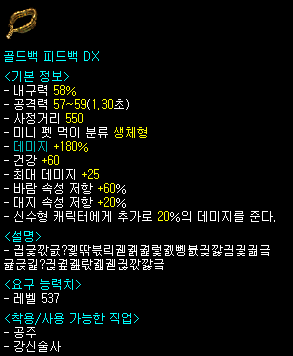 골드백 피드백 DX
<기본 정보>
- 내구력 58%
- 공격력 57~59(1.30초)
- 사정거리 550
- 미니 펫 먹이 분류 생체형
- 데미지 +180%
- 건강 +60
- 최대 데미지 +25
- 바람 속성 저항 +60%
- 대지 속성 저항 +20%
- 신수형 캐릭터에게 추가로 20%의 데미지를 준다.
<설명>
<요구 능력치>
- 레벨 537
<착용/사용 가능한 직업>
- 공주
- 강신술사